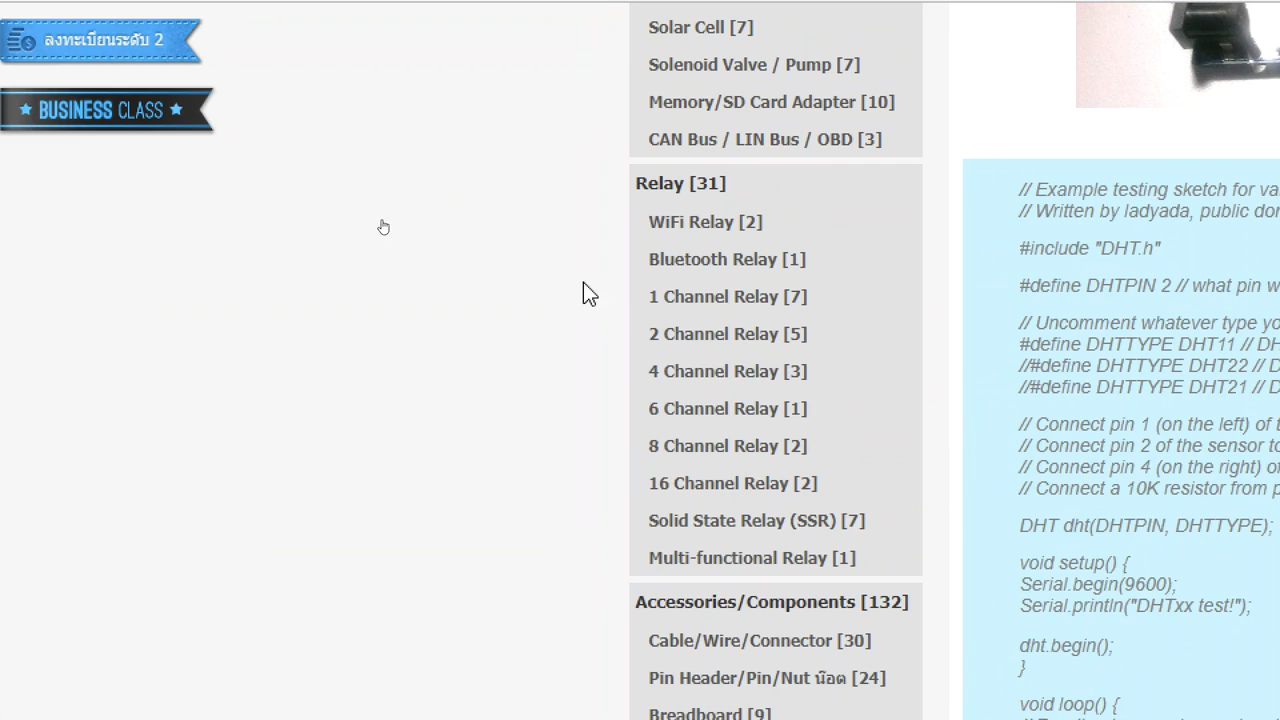 ลงทะเบียนระดับ 2
BUSINESS CLASS
Solar Cell [7]
Solenoid Valve / Pump [7]
Memory/SD Card Adapter [10]
CAN Bus / LIN Bus / OBD [3]
Relay [31]
WiFi Relay [2]
Bluetooth Relay [1]
1 Channel Relay [7]
2 Channel Relay [5]
4 Channel Relay [3]
6 Channel Relay [1]
8 Channel Relay [2]
16 Channel Relay [2]
Solid State Relay (SSR) [7]
Multi-functional Relay [1]
Accessories/Components [132]
Cable/Wire/Connector [30]
Pin Header/Pin/Nut น๊อต [24]
Breadboard [9]
// Example testing sketch for va
// Written by ladyada, public do
#include "DHT.h"
#define DHTPIN 2 // what pin w
// Uncomment whatever type yo
#define DHTTYPE DHT11 // DH
//#define DHTTYPE DHT22 // D
//#define DHTTYPE DHT21 // D
// Connect pin 1 (on the left) of t
// Connect pin 2 of the sensor to
// Connect pin 4 (on the right) of
// Connect a 10K resistor from p
DHT dht(DHTPIN, DHTTYPE);
void setup() {
Serial.begin(9600);
Serial.println("DHTxx test!");
dht.begin();
}
void loop() {